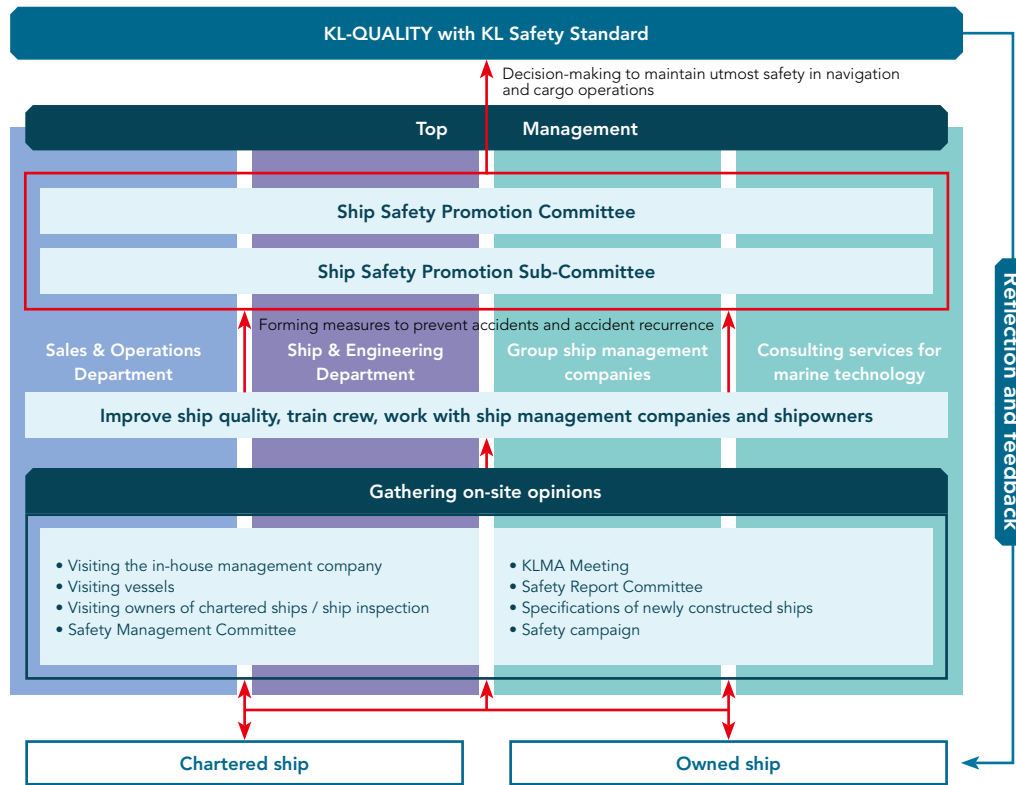 KL-QUALITY with KL Safety Standard
Decision-making to maintain utmost safety in navigation
and cargo operations
Top Management
Ship Safety Promotion Committee
Ship Safety Promotion Sub-Committee
Forming measures to prevent accidents and accident recurrence
Sales & Operations
Department
Ship & Engineering
Department
Group ship management
companies
Consulting services for
marine technology
Improve ship quality, train crew, work with ship management companies and shipowners
Gathering on-site opinions
• Visiting the in-house management company
• Visiting vessels
• Visiting owners of chartered ships / ship inspection
• Safety Management Committee
• KLMA Meeting
• Safety Report Committee
• Specifications of newly constructed ships
• Safety campaign
Chartered ship
Owned ship
Reflection and feedback